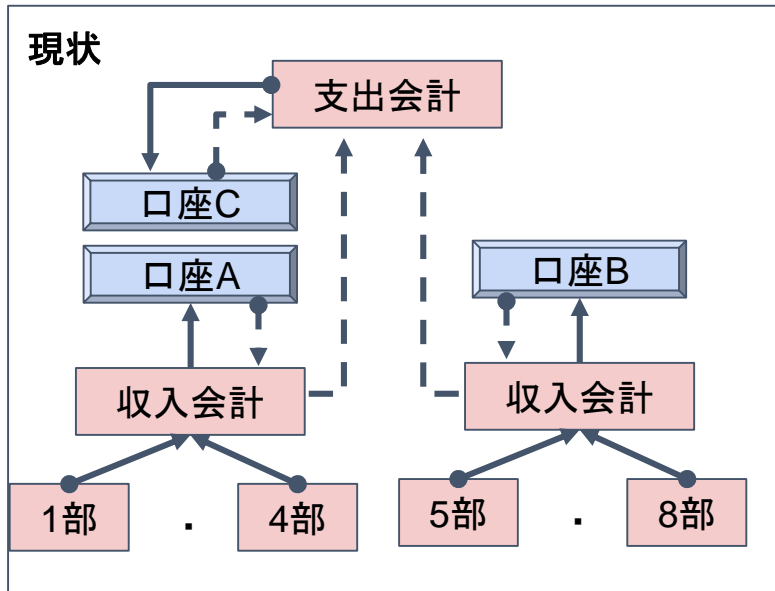 現状
支出会計
口座C
口座A
口座B
収入会計
収入会計
1部 . 4部
5部 . 8部